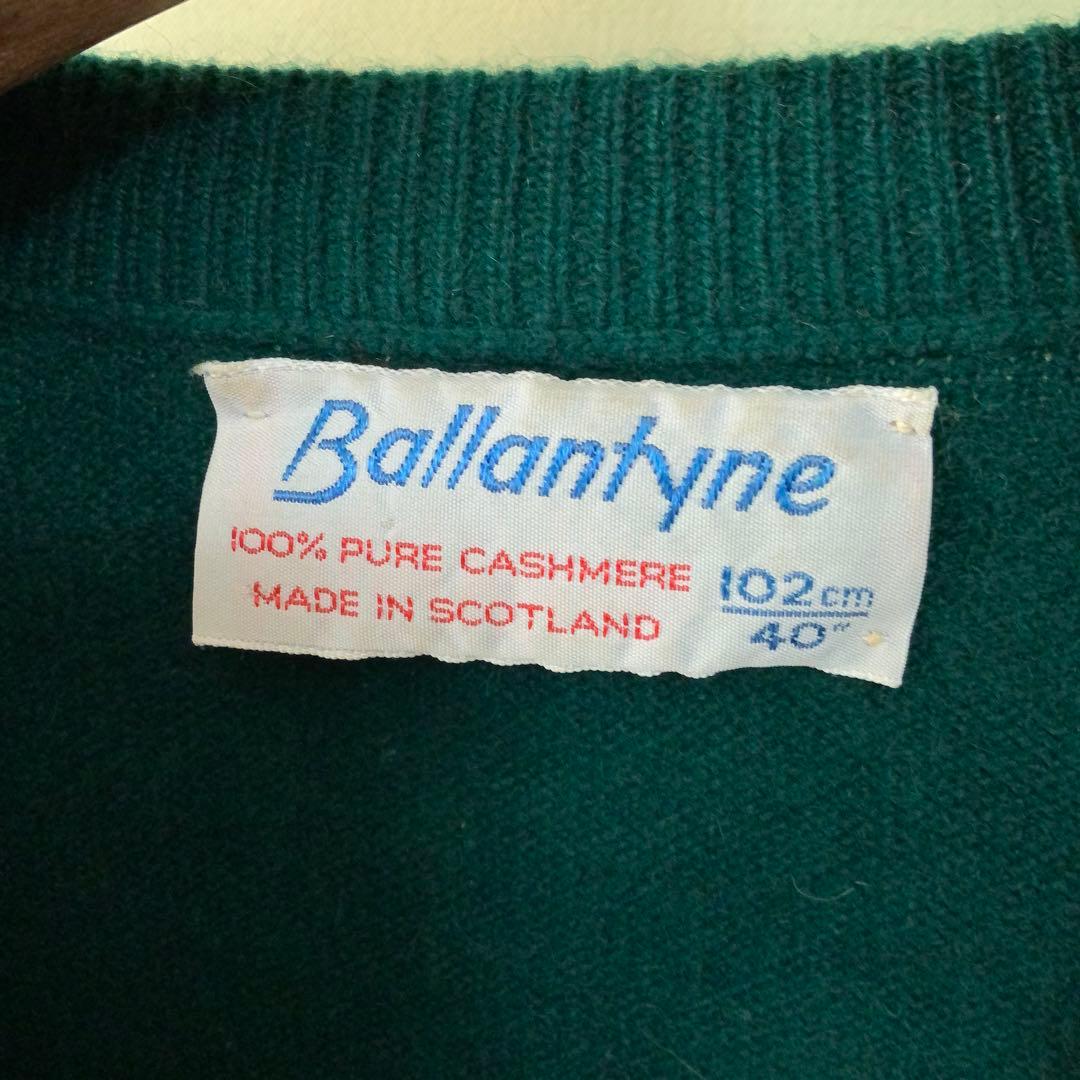 Ballantyne
100% PURE CASHMERE
MADE IN SCOTLAND
102cm
40"